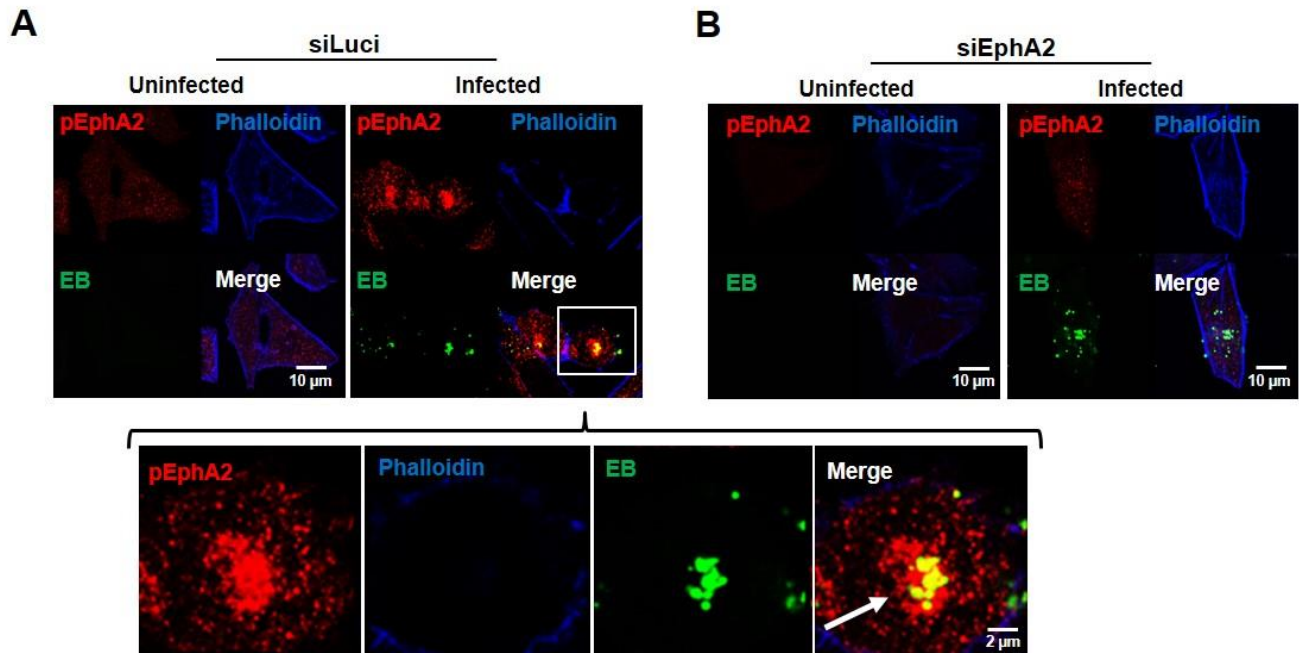 A
B
siLuci
siEphA2
Uninfected
Infected
Uninfected
Infected
pEphA2
Phalloidin
pEphA2
Phalloidin
pEphA2
Phalloidin
pEphA2
Phalloidin
EB
Merge
EB
Merge
EB
Merge
EB
Merge
10 µm
10 µm
10 µm
pEphA2
Phalloidin
EB
Merge
2 µm